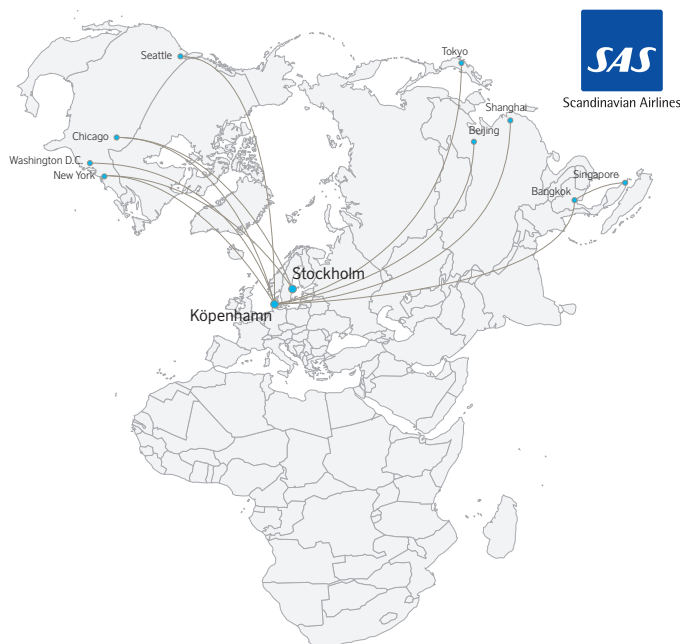 Tokyo
Seattle
SAS
Scandinavian Airlines
Shanghai
Beijing
Chicago
Washington D.C.
New York
Singapore
Bangkok
Stockholm
Köpenhamn